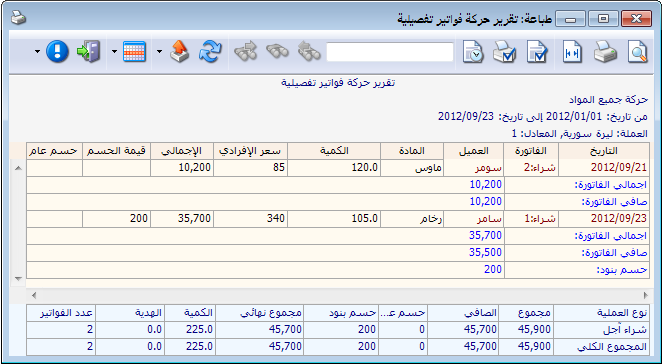 طباعة: تقرير حركة فواتير تفصيلية
تقرير حركة فواتير تفصيلية
حركة جميع المواد
من تاريخ: 2012/01/01 إلى تاريخ: 2012/09/23
العملة: ليرة سورية, المعادل: 1
التاريخ الفاتورة العميل المادة الكمية سعر الإفرادي الإجمالي قيمة الحسم حسم عام
2012/09/21 شراء:2 سومر ماوس 120.0 85 10,200
اجمالي الفاتورة: 10,200
صافي الفاتورة: 10,200
2012/09/23 شراء:1 سامر رخام 105.0 340 35,700 200
اجمالي الفاتورة: 35,700
صافي الفاتورة: 35,500
حسم بنود: 200
نوع العملية مجموع الصافي حسم عـ... حسم بنود مجموع نهائي الكمية الهدية عدد الفواتير
شراء آجل 45,900 45,700 0 200 45,700 225.0 0.0 2
المجموع الكلي 45,900 45,700 0 200 45,700 225.0 0.0 2